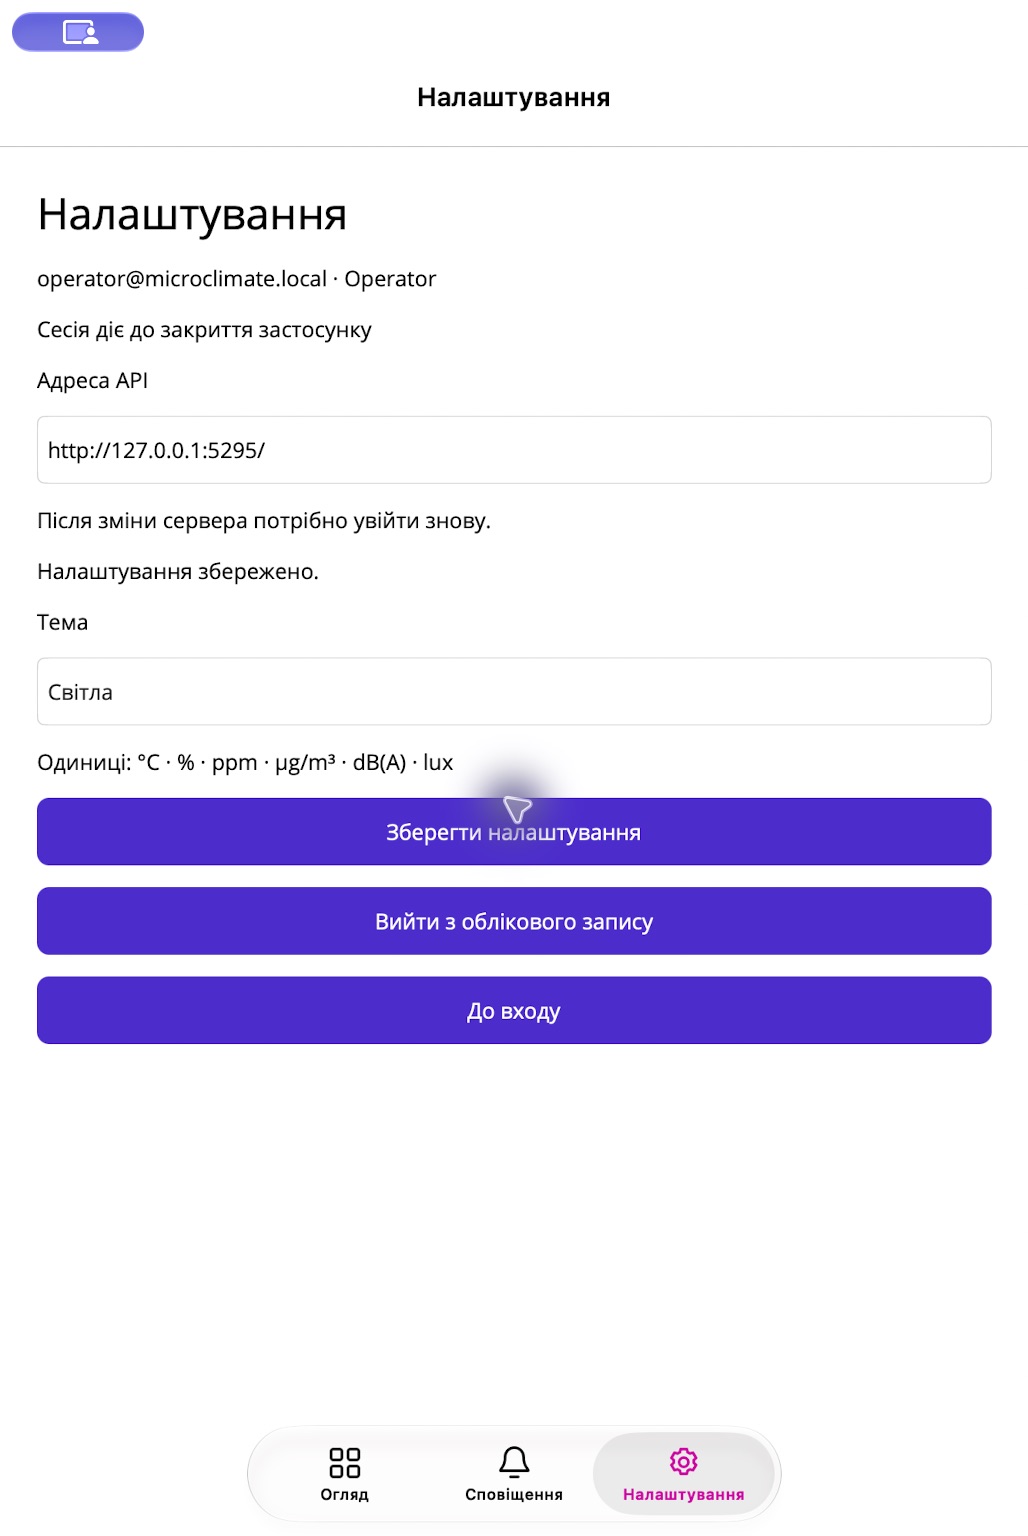 Налаштування
Налаштування
operator@microclimate.local · Operator
Сесія діє до закриття застосунку
Адреса API
http://127.0.0.1:5295/
Після зміни сервера потрібно увійти знову.
Налаштування збережено.
Тема
Світла
Одиниці: °C · % · ppm · µg/m³ · dB(A) · lux
Зберегти налаштування
Вийти з облікового запису
До входу
Огляд
Сповіщення
Налаштування